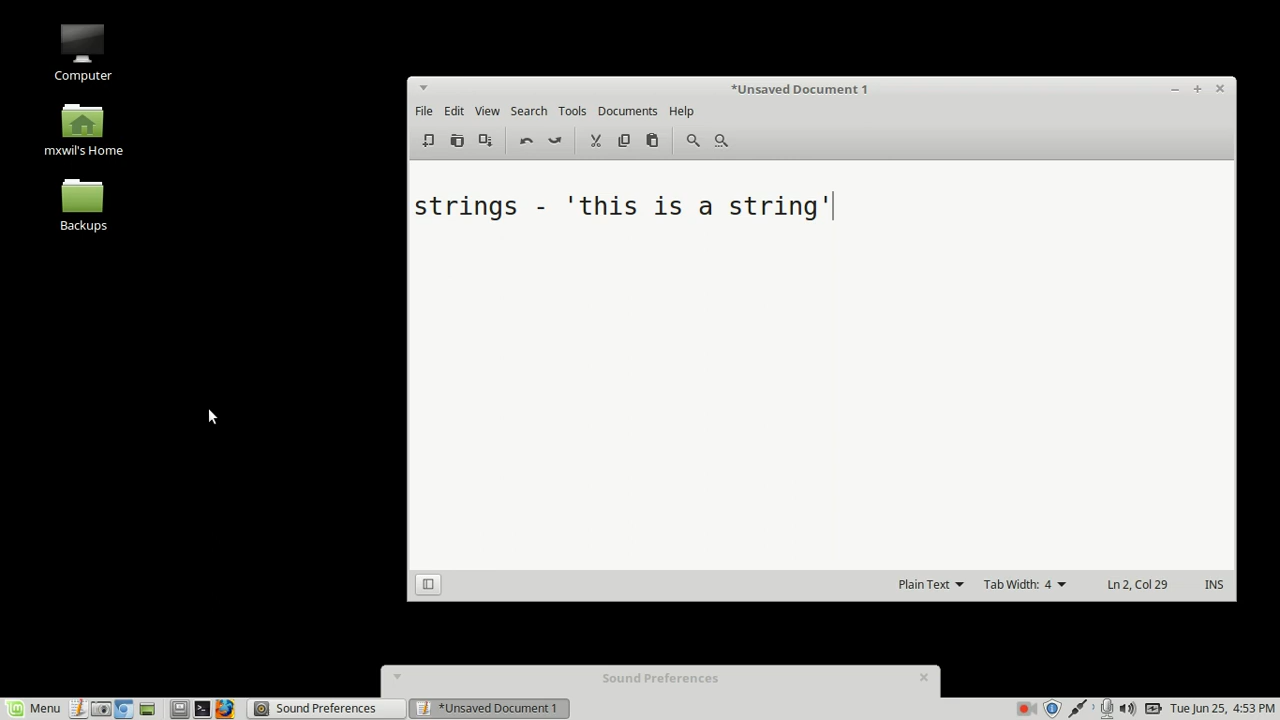 Computer
mxwil's Home
Backups
*Unsaved Document 1
File Edit View Search Tools Documents Help
strings - 'this is a string'
Plain Text Tab Width: 4 Ln 2, Col 29 INS
Sound Preferences
Menu Sound Preferences *Unsaved Document 1 Tue Jun 25, 4:53 PM